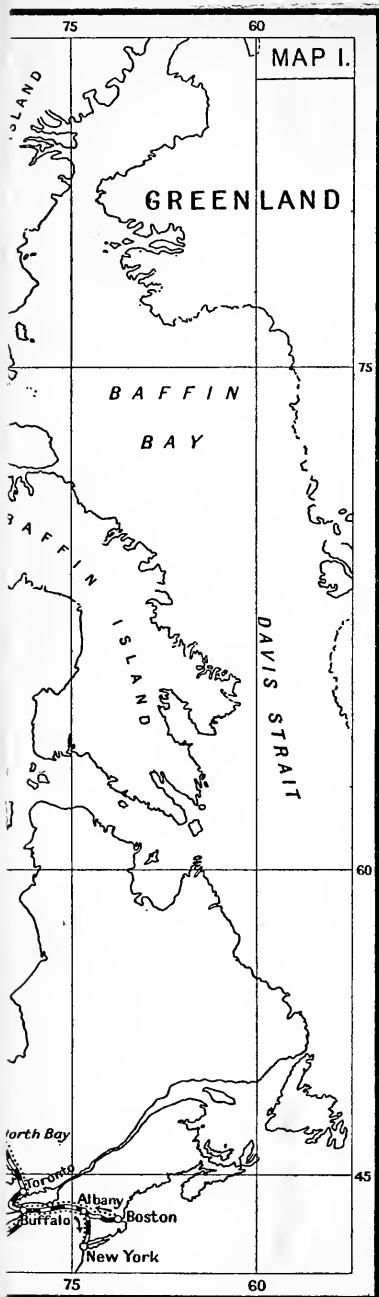 75
60
MAP I.
ISLAND
GREENLAND
75
BAFFIN
BAY
BAFFIN
ISLAND
DAVIS STRAIT
60
North Bay
Toronto
45
Albany
Buffalo
Boston
New York
75
60